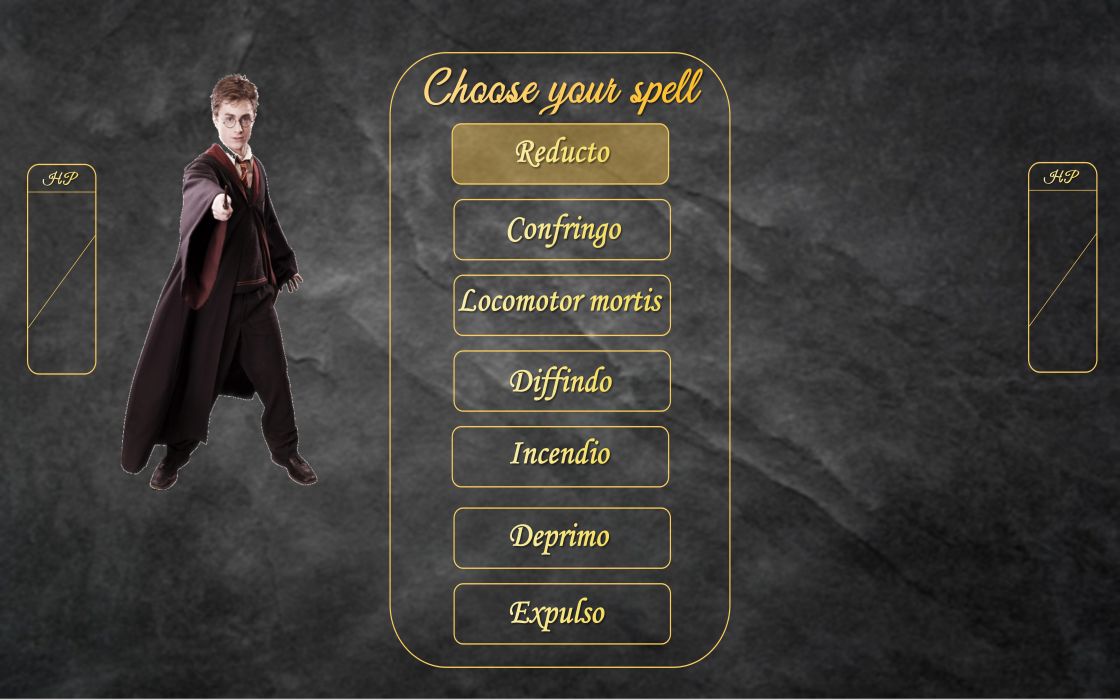 Choose your spell
HP
Reducto
HP
Confringo
Locomotor mortis
Diffindo
Incendio
Deprimo
Expulso